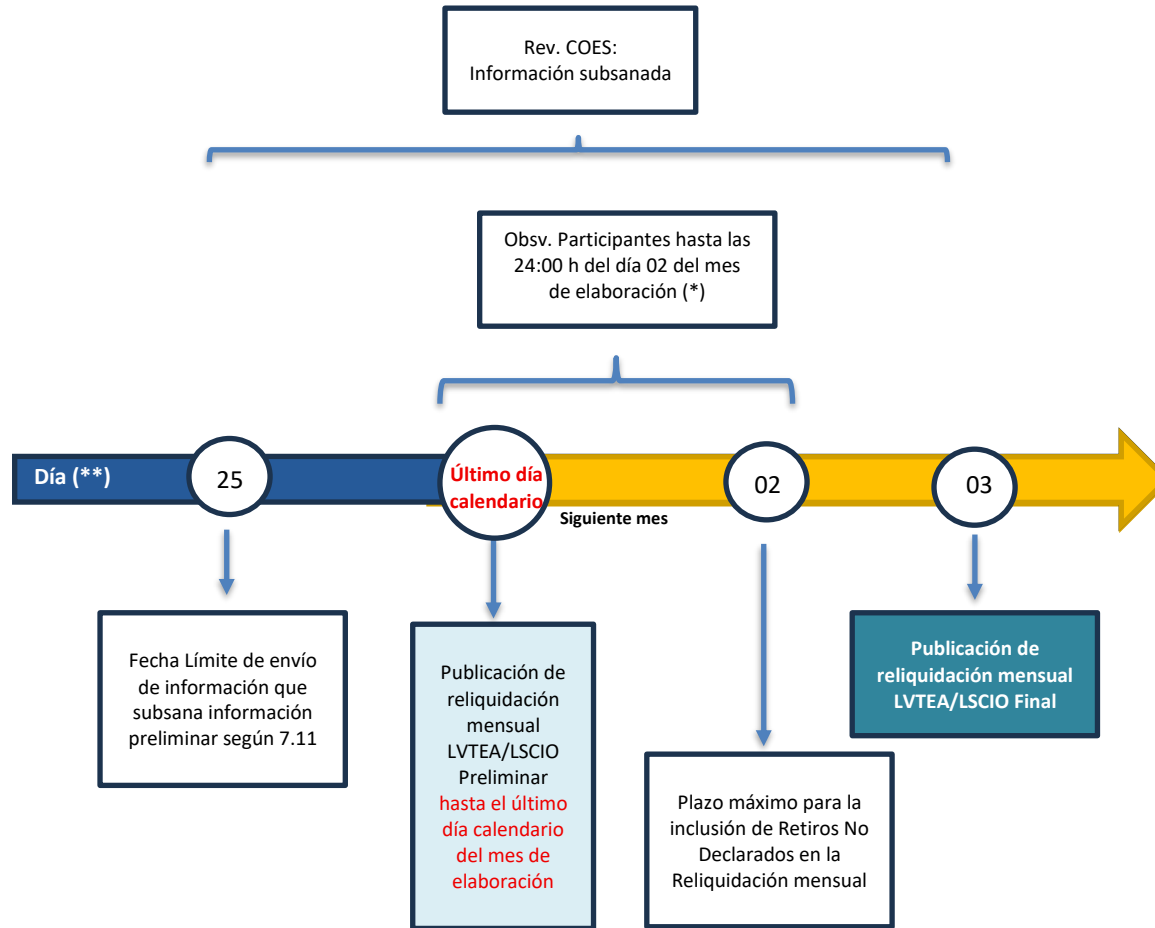 Rev. COES:
Información subsanada
Obsv. Participantes hasta las
24:00 h del día 02 del mes
de elaboración (*)
Día (**)
25
Último día
calendario
Siguiente mes
02
03
Fecha Límite de envío
de información que
subsana información
preliminar según 7.11
Publicación de
reliquidación
mensual
LVTEA/LSCIO
Preliminar
hasta el último
día calendario
del mes de
elaboración
Plazo máximo para la
inclusión de Retiros No
Declarados en la
Reliquidación mensual
Publicación de
reliquidación mensual
LVTEA/LSCIO Final